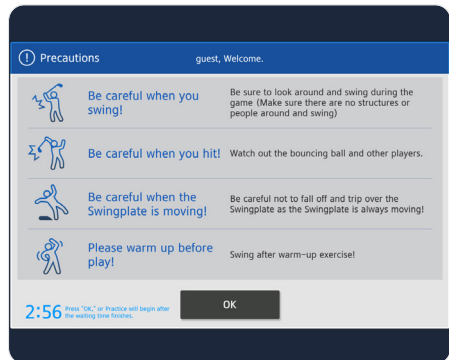 Precautions
guest, Welcome.
Be careful when you
swing!
Be sure to look around and swing during the
game (Make sure there are no structures or
people around and swing)
Be careful when you hit!
Watch out the bouncing ball and other players.
Be careful when the
Swingplate is moving!
Be careful not to fall off and trip over the
Swingplate as the Swingplate is always moving!
Please warm up before
play!
Swing after warm-up exercise!
2:56
Press "OK," or Practice will begin after
the waiting time finishes.
OK